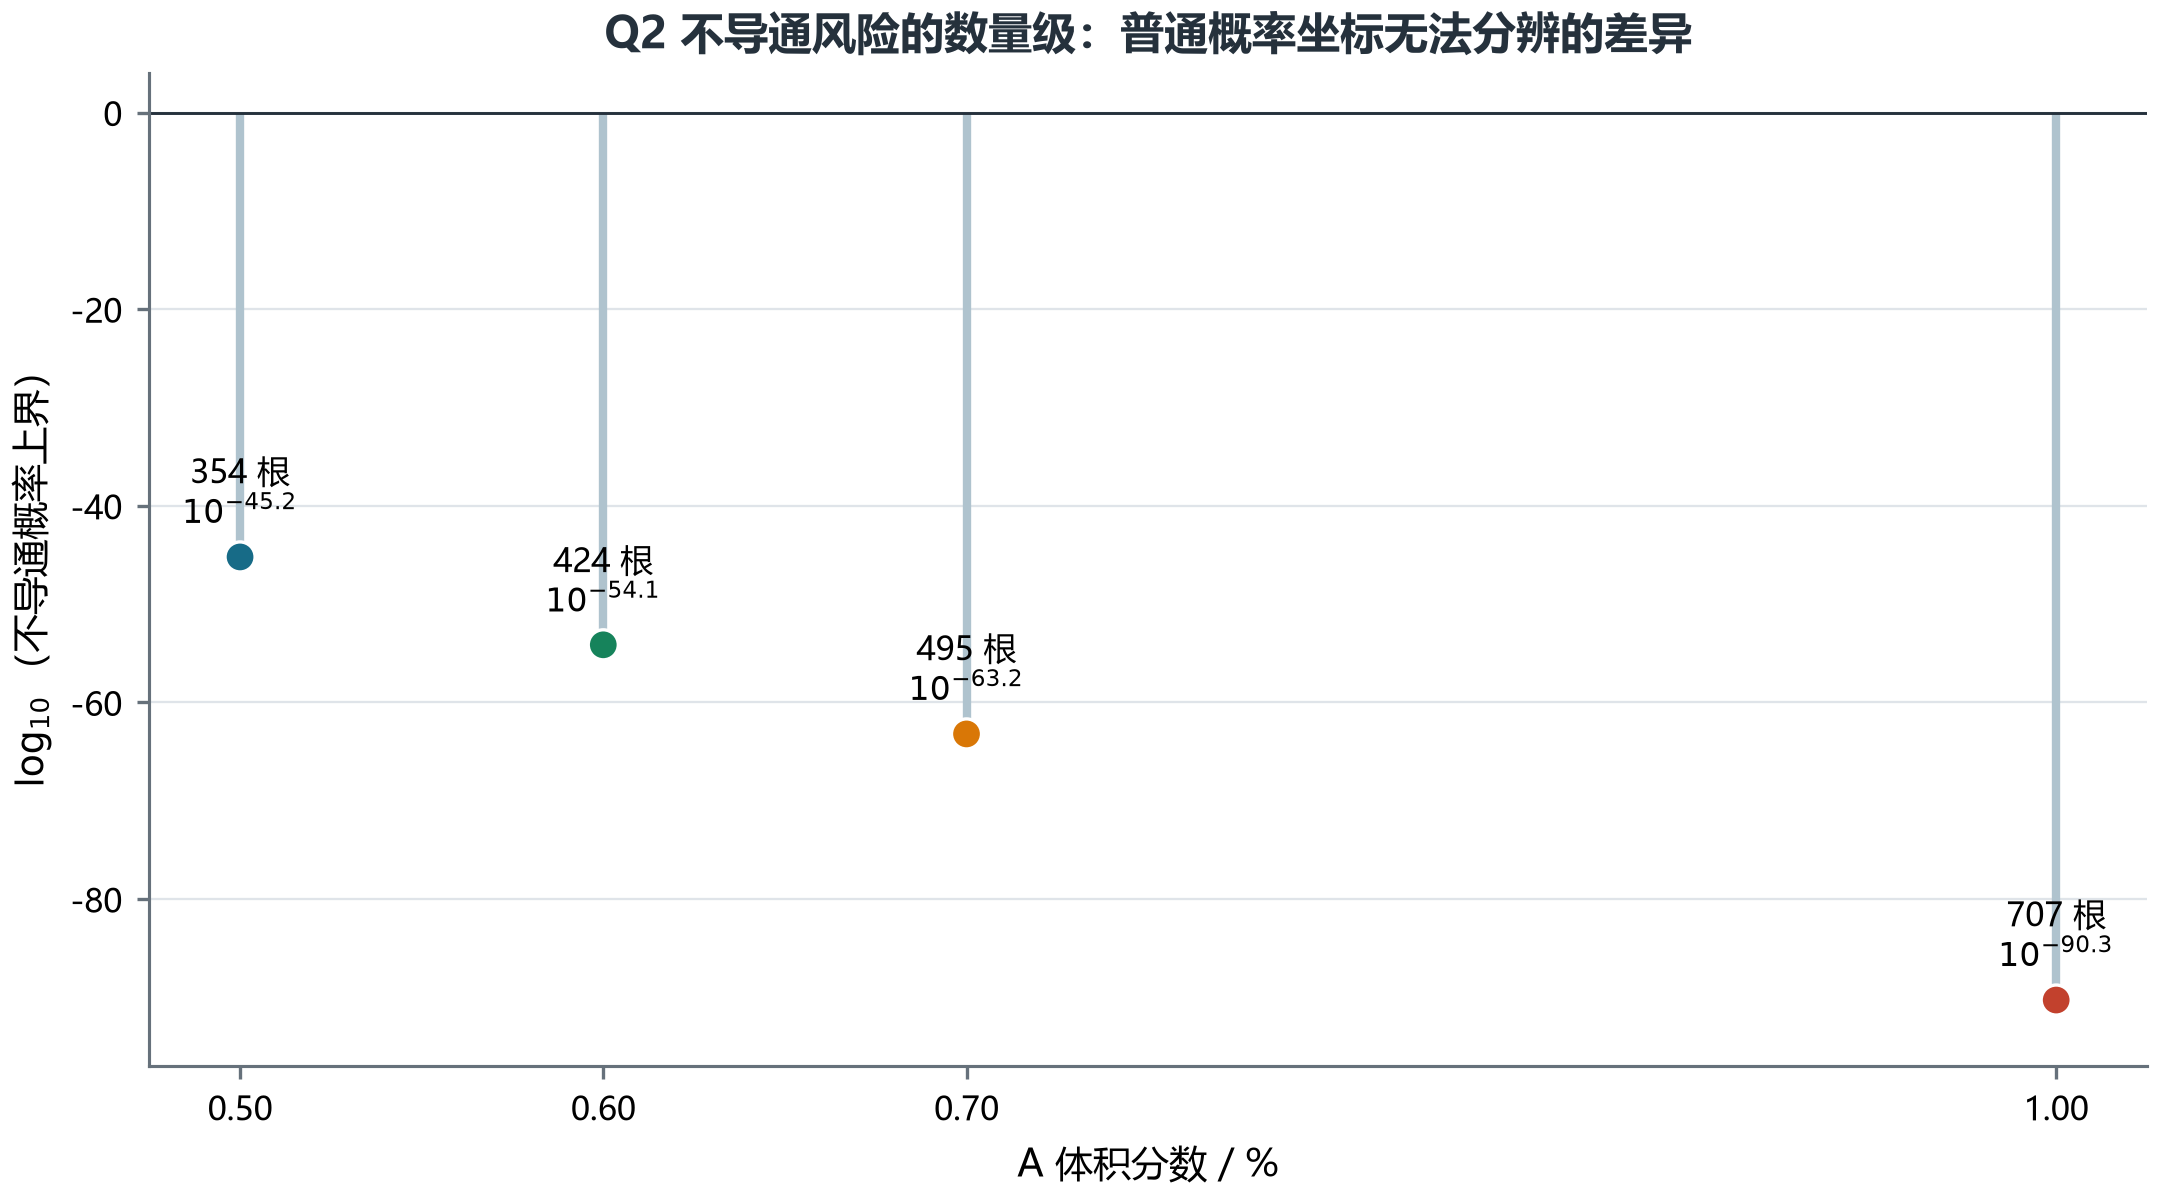 Q2 不导通风险的数量级：普通概率坐标无法分辨的差异
log₁₀（不导通概率上界）
0
-20
-40
-60
-80
354 根
10⁻⁴⁵·²
424 根
10⁻⁵⁴·¹
495 根
10⁻⁶³·²
707 根
10⁻⁹⁰·³
0.50
0.60
0.70
1.00
A 体积分数 / %